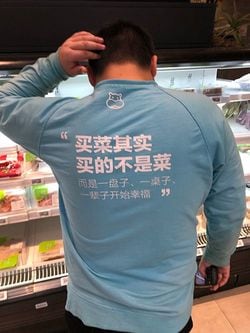 “ 买菜其实
买的不是菜
而是一盘子、一桌子、
一辈子开始幸福 ”